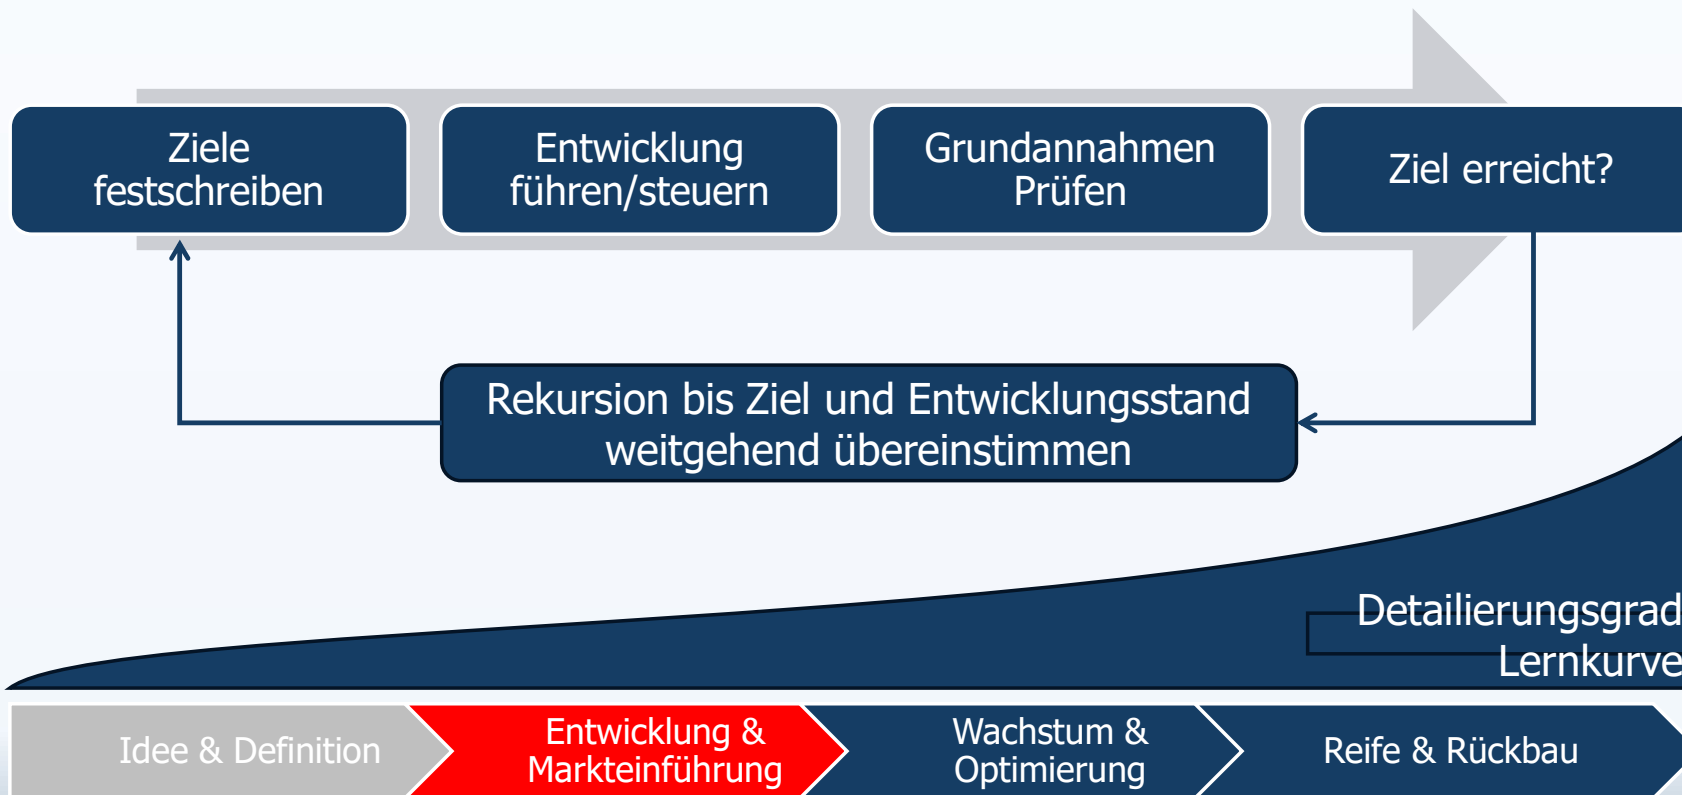 Ziele
festschreiben
Entwicklung
führen/steuern
Grundannahmen
Prüfen
Ziel erreicht?
Rekursion bis Ziel und Entwicklungsstand
weitgehend übereinstimmen
Detailierungsgrad
Lernkurve
Idee & Definition
Entwicklung &
Markteinführung
Wachstum &
Optimierung
Reife & Rückbau